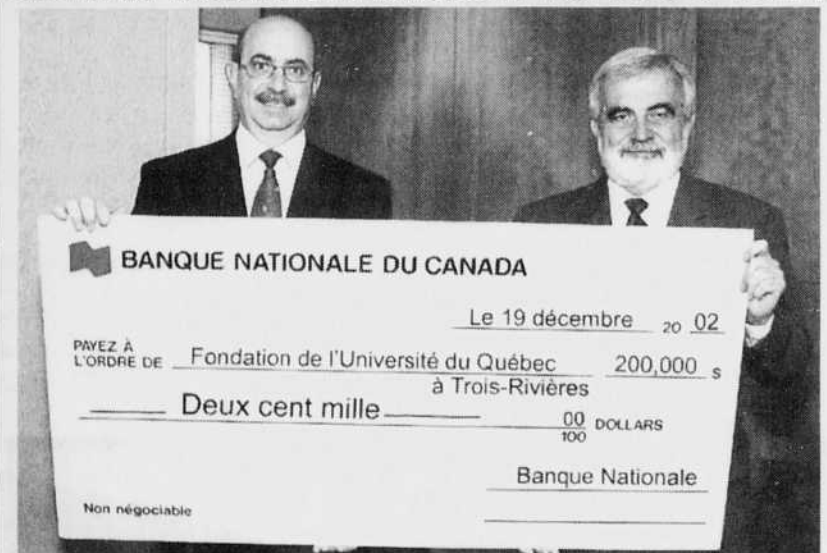 BANQUE NATIONALE DU CANADA
Le 19 décembre 20 02
PAYEZ À
L'ORDRE DE Fondation de l'Université du Québec 200,000 $
à Trois-Rivières
Deux cent mille 00/100 DOLLARS
Banque Nationale
Non négociable